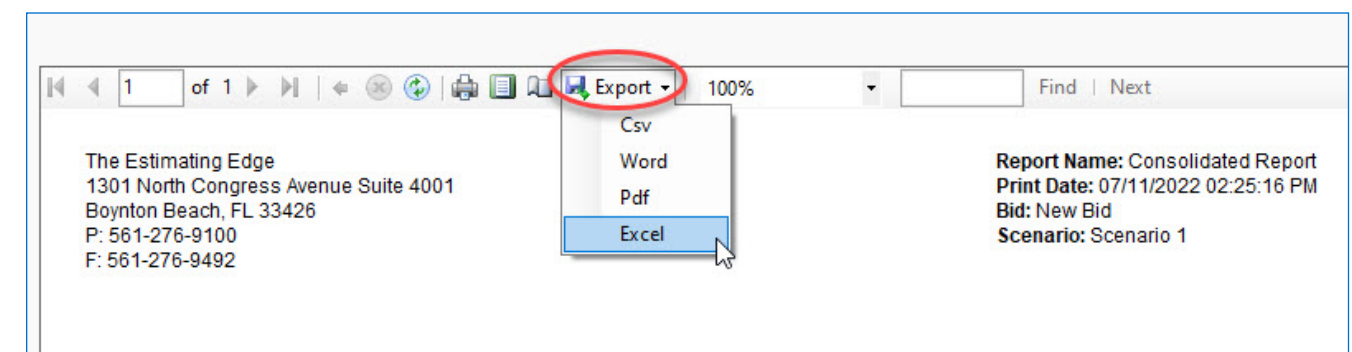 1 of 1 Export 100% Find | Next
Csv
Word
Pdf
Excel
The Estimating Edge
1301 North Congress Avenue Suite 4001
Boynton Beach, FL 33426
P: 561-276-9100
F: 561-276-9492
Report Name: Consolidated Report
Print Date: 07/11/2022 02:25:16 PM
Bid: New Bid
Scenario: Scenario 1